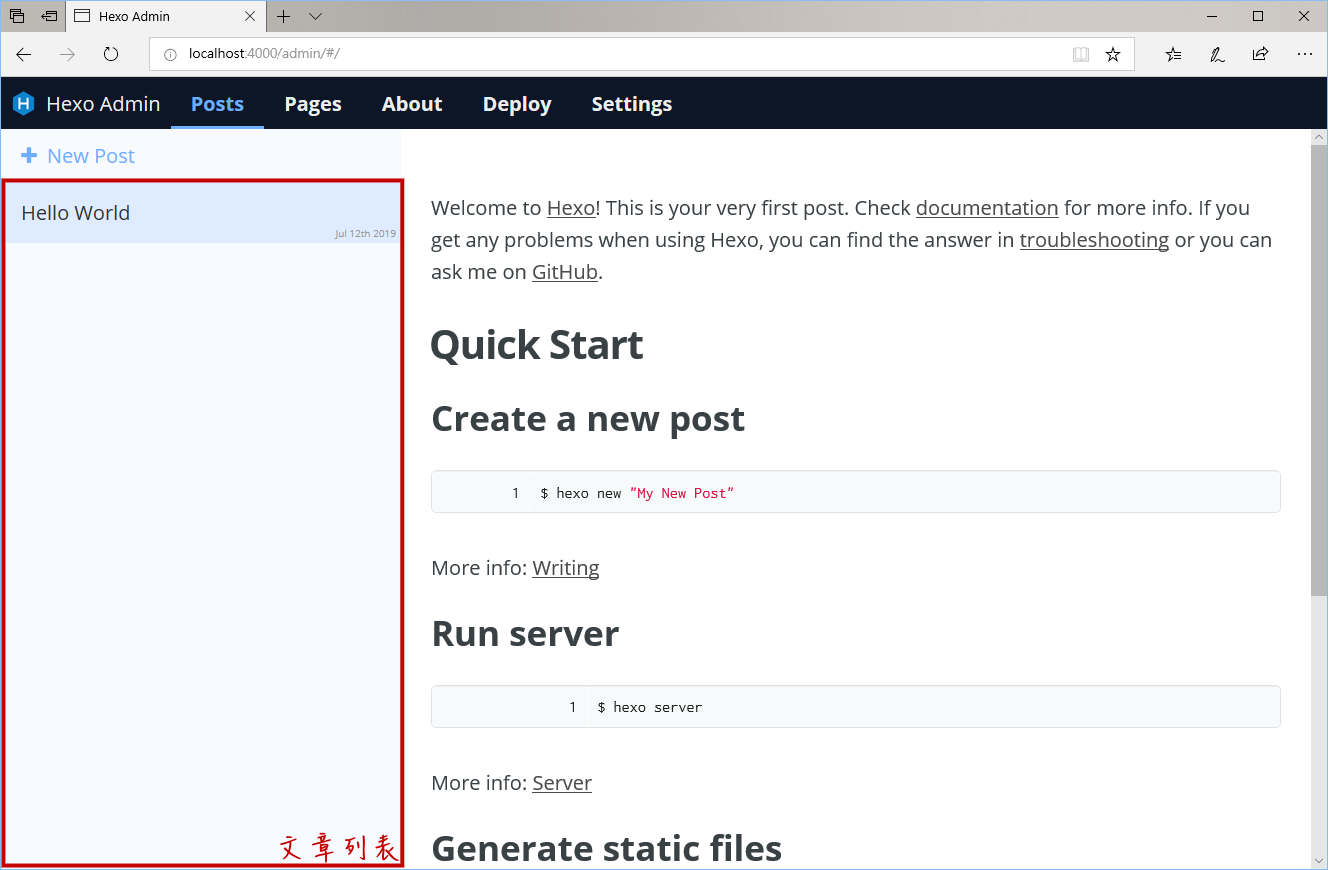 Hexo Admin
localhost:4000/admin/#/
Hexo Admin Posts Pages About Deploy Settings
New Post
Hello World
Jul 12th 2019
文章列表
Welcome to Hexo! This is your very first post. Check documentation for more info. If you
get any problems when using Hexo, you can find the answer in troubleshooting or you can
ask me on GitHub.
Quick Start
Create a new post
1 $ hexo new "My New Post"
More info: Writing
Run server
1 $ hexo server
More info: Server
Generate static files